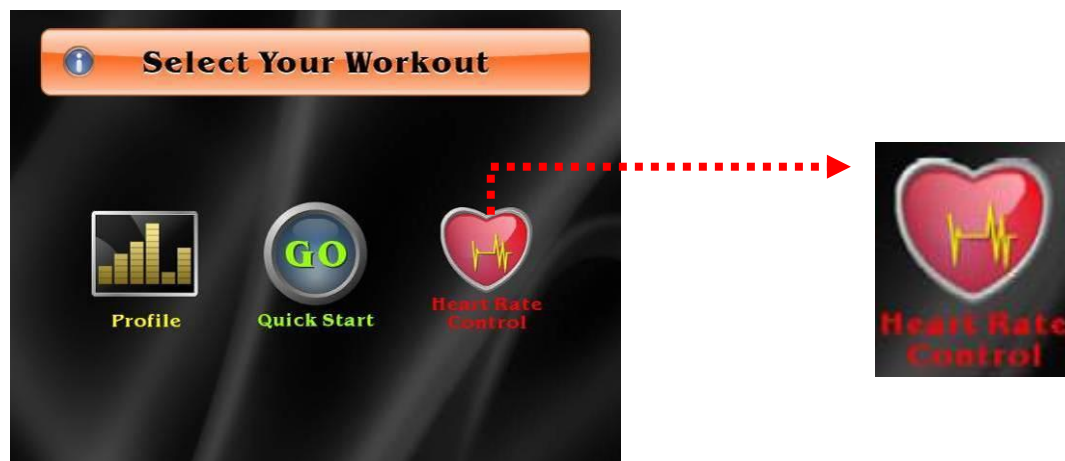 Select Your Workout
GO
Profile
Quick Start
Heart Rate
Control
Heart Rate
Control